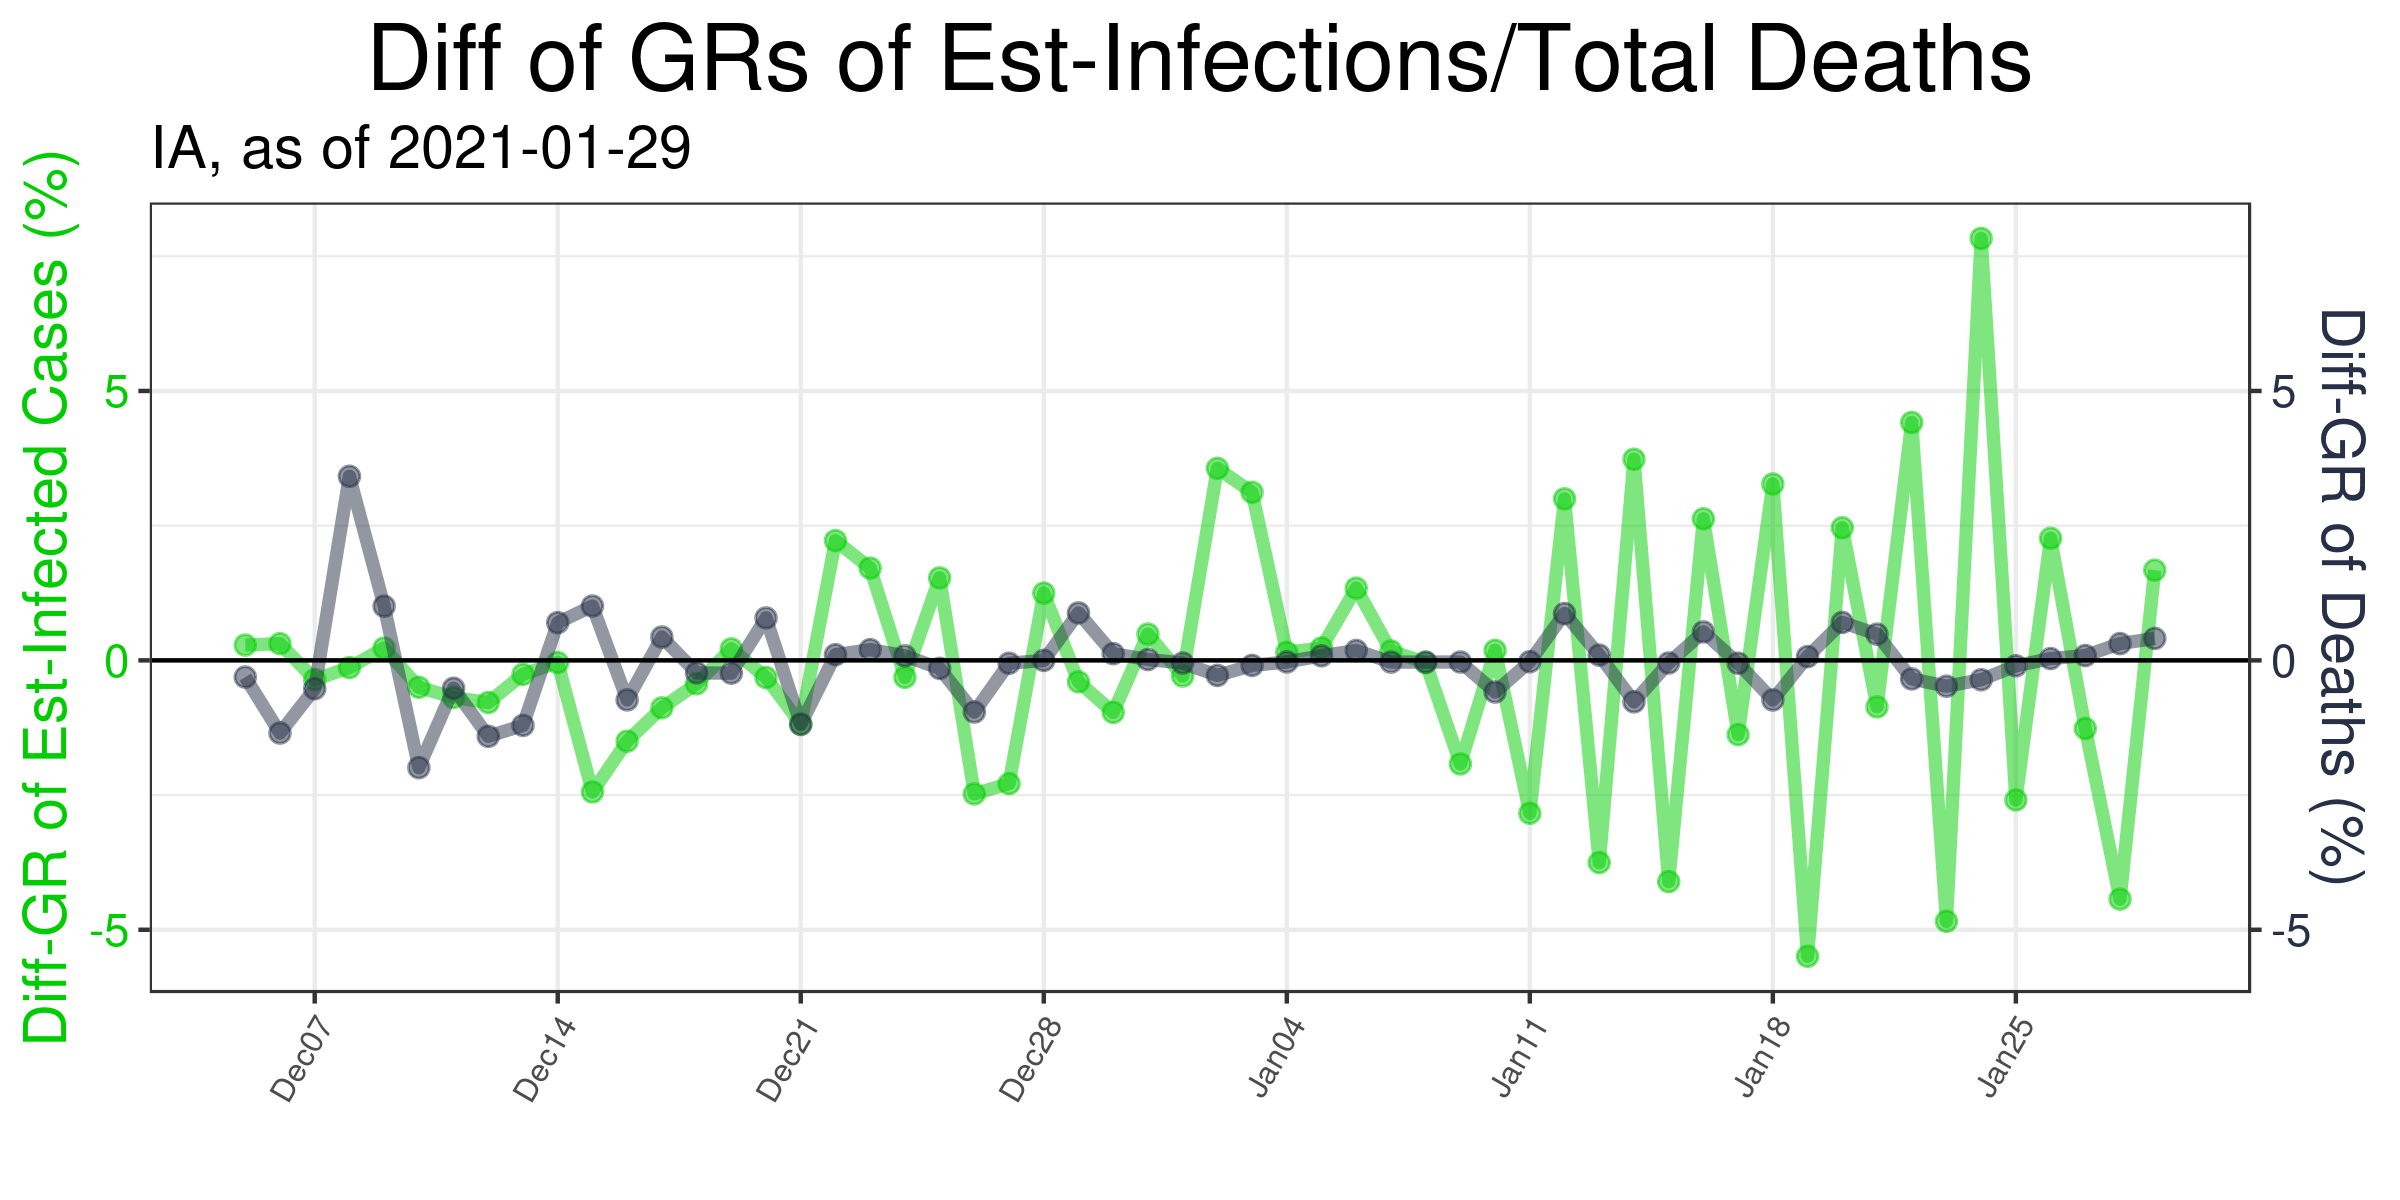 Diff of GRs of Est-Infections/Total Deaths
IA, as of 2021-01-29
Diff-GR of Est-Infected Cases (%)
5
0
-5
5
0
-5
Diff-GR of Deaths (%)
Dec07
Dec14
Dec21
Dec28
Jan04
Jan11
Jan18
Jan25